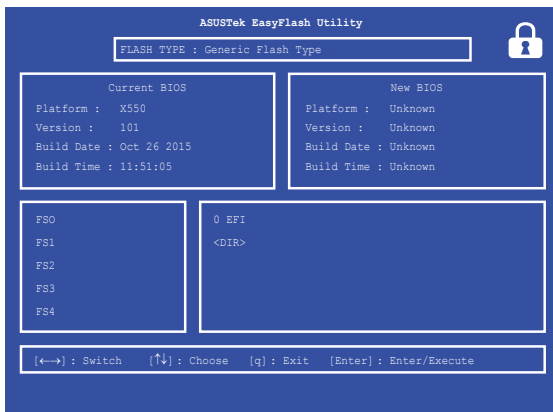 ASUSTek EasyFlash Utility
FLASH TYPE : Generic Flash Type
Current BIOS
Platform : X550
Version : 101
Build Date : Oct 26 2015
Build Time : 11:51:05
New BIOS
Platform : Unknown
Version : Unknown
Build Date : Unknown
Build Time : Unknown
FS0
FS1
FS2
FS3
FS4
0 EFI
<DIR>
[←→] : Switch [↑↓] : Choose [q] : Exit [Enter] : Enter/Execute